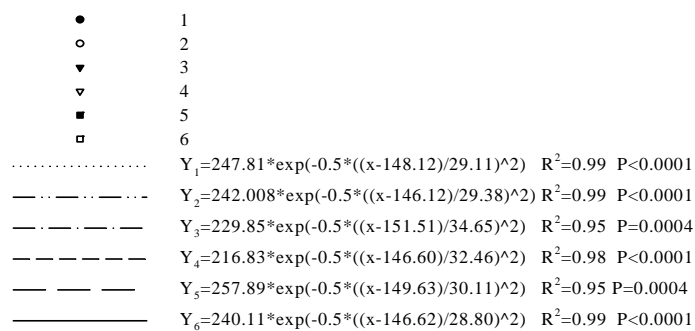 1
2
3
4
5
6
Y₁=247.81*exp(-0.5*((x-148.12)/29.11)^2) R²=0.99 P<0.0001
Y₂=242.008*exp(-0.5*((x-146.12)/29.38)^2) R²=0.99 P<0.0001
Y₃=229.85*exp(-0.5*((x-151.51)/34.65)^2) R²=0.95 P=0.0004
Y₄=216.83*exp(-0.5*((x-146.60)/32.46)^2) R²=0.98 P<0.0001
Y₅=257.89*exp(-0.5*((x-149.63)/30.11)^2) R²=0.95 P=0.0004
Y₆=240.11*exp(-0.5*((x-146.62)/28.80)^2) R²=0.99 P<0.0001